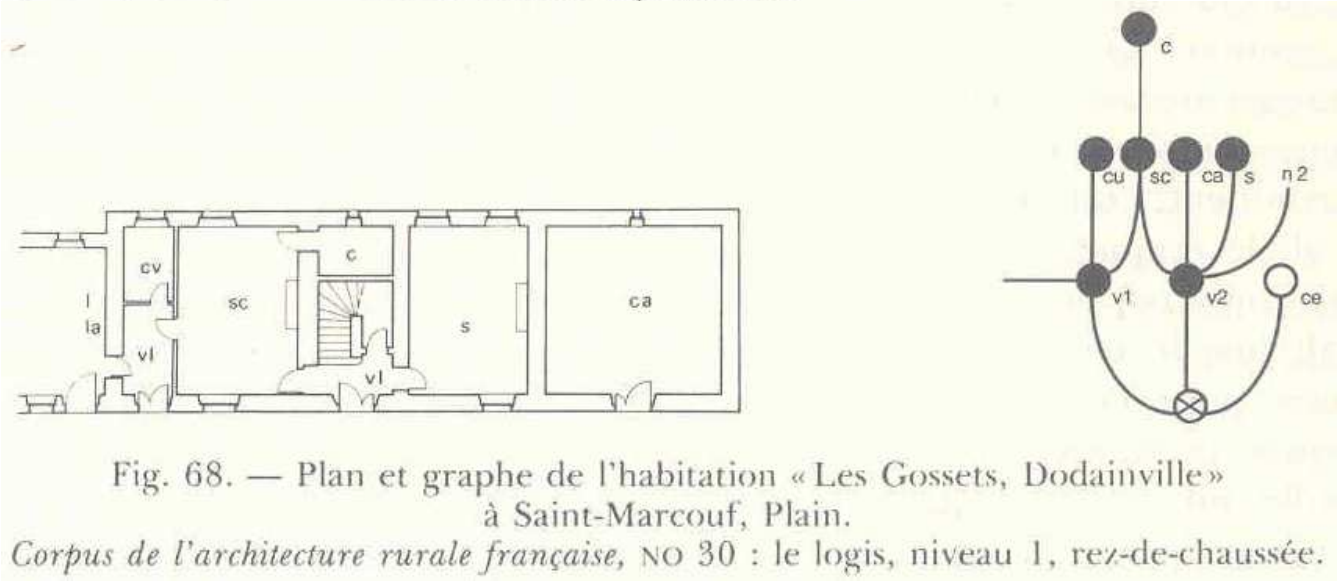 c
cu sc ca s n2
v1 v2 ce
cv c
l
la sc s ca
vl vl
Fig. 68. — Plan et graphe de l'habitation « Les Gossets, Dodainville »
à Saint-Marcouf, Plain.
Corpus de l'architecture rurale française, NO 30 : le logis, niveau 1, rez-de-chaussée.